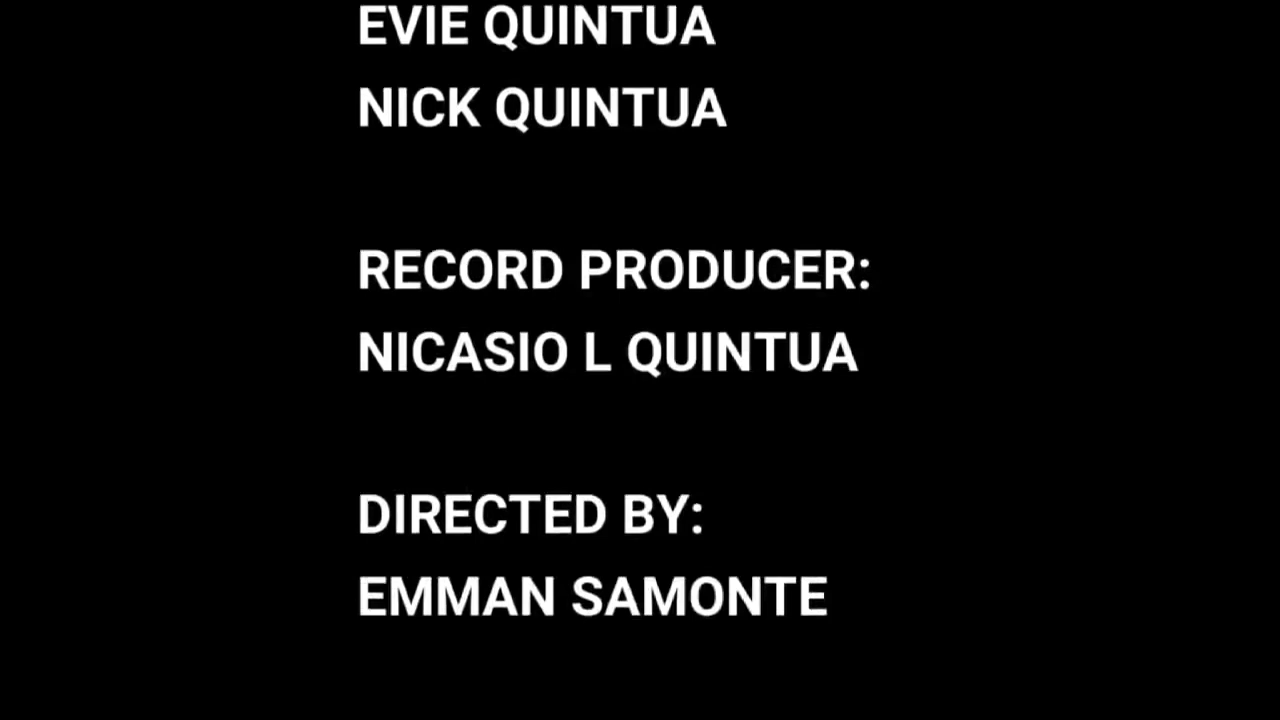 EVIE QUINTUA
NICK QUINTUA
RECORD PRODUCER:
NICASIO L QUINTUA
DIRECTED BY:
EMMAN SAMONTE